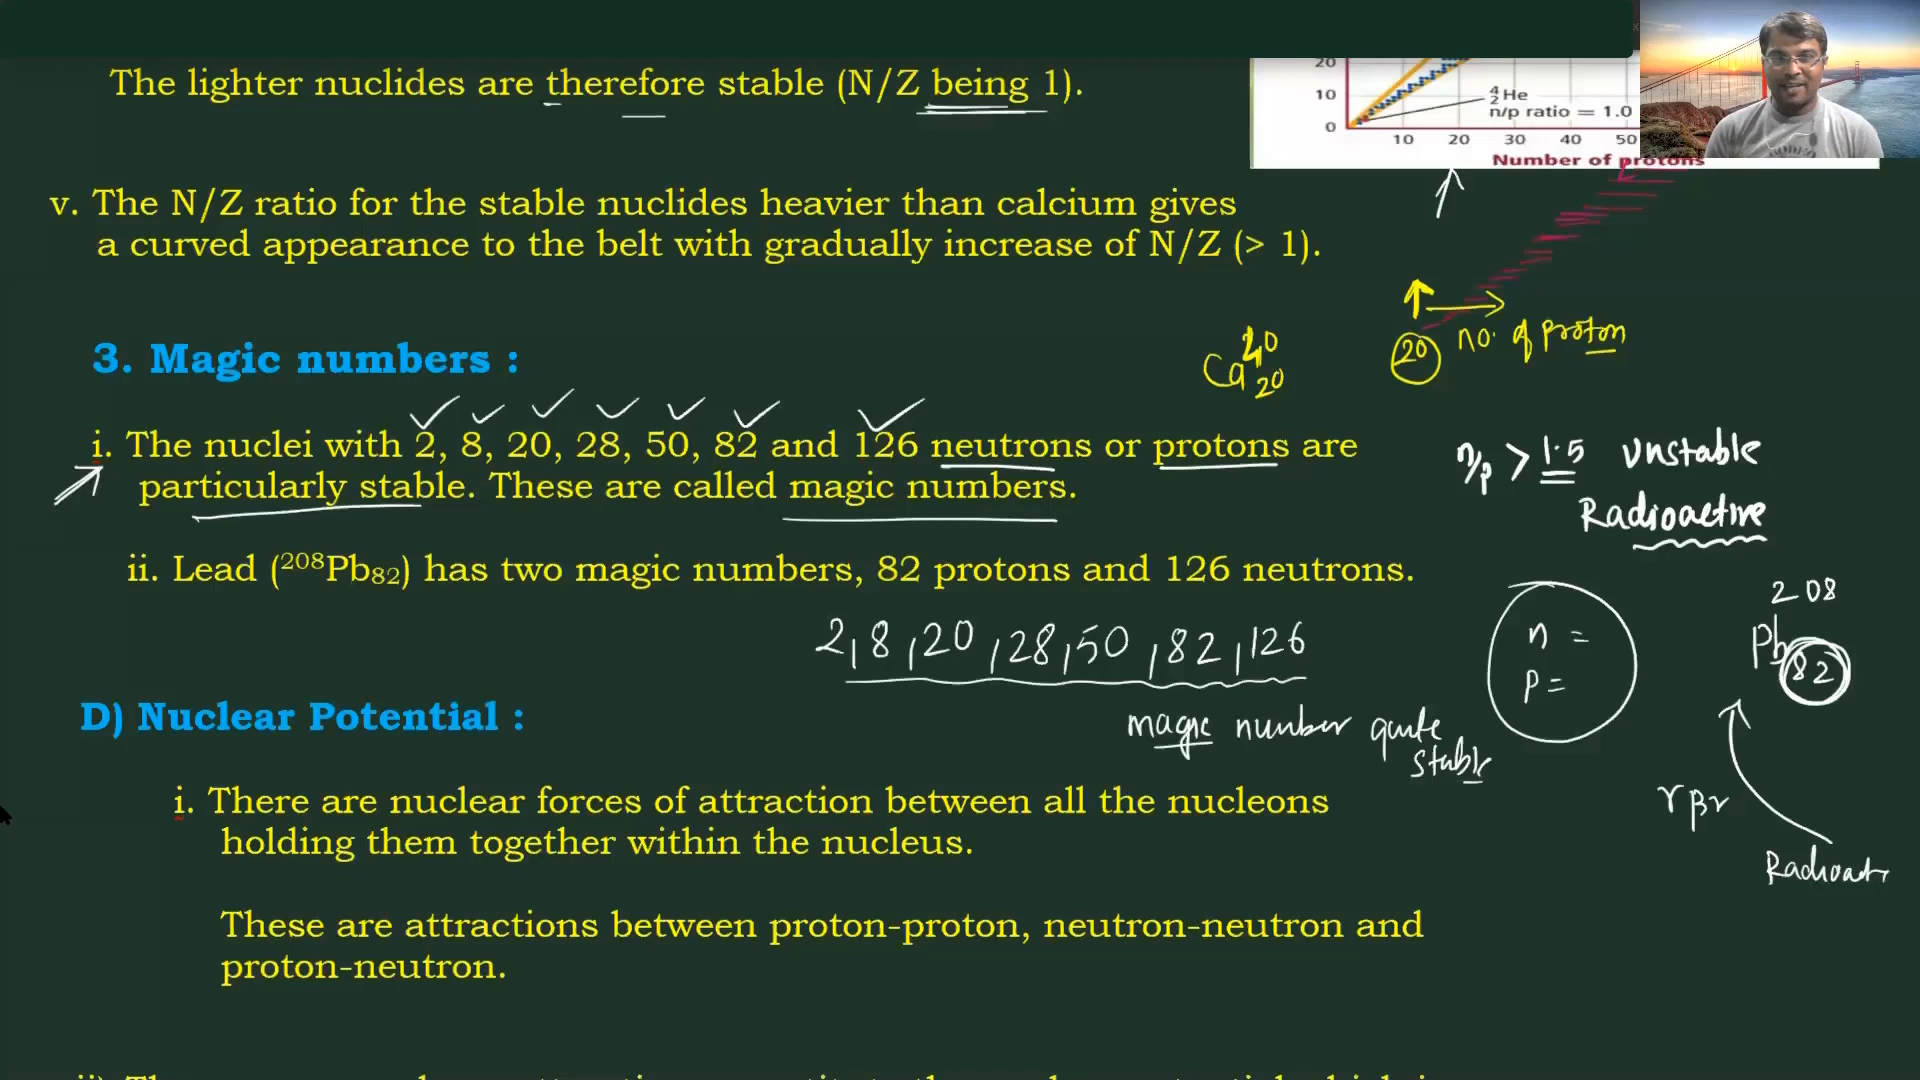 The lighter nuclides are therefore stable (N/Z being 1).
20
10
0
10 20 30 40 50
⁴₂He
n/p ratio = 1.0
Number of protons
v. The N/Z ratio for the stable nuclides heavier than calcium gives
a curved appearance to the belt with gradually increase of N/Z (> 1).
20 no. of proton
Ca 40 20
3. Magic numbers :
i. The nuclei with 2, 8, 20, 28, 50, 82 and 126 neutrons or protons are
particularly stable. These are called magic numbers.
n/p > 1.5 unstable
Radioactive
ii. Lead (²⁰⁸Pb₈₂) has two magic numbers, 82 protons and 126 neutrons.
2, 8, 20, 28, 50, 82, 126
magic number quite
stable
n =
p =
208
Pb 82
Radioact
D) Nuclear Potential :
i. There are nuclear forces of attraction between all the nucleons
holding them together within the nucleus.
These are attractions between proton-proton, neutron-neutron and
proton-neutron.